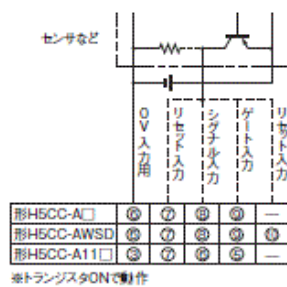 センサなど
0V入力用
リセット入力
シグナル入力
ゲート入力
リセット入力
形H5CC-A□ ⑥ ⑦ ⑧ ⑨ —
形H5CC-AWSD ⑥ ⑦ ⑧ ⑨ ⑩
形H5CC-A11□ ③ ⑦ ⑥ ⑤ —
※トランジスタONで動作